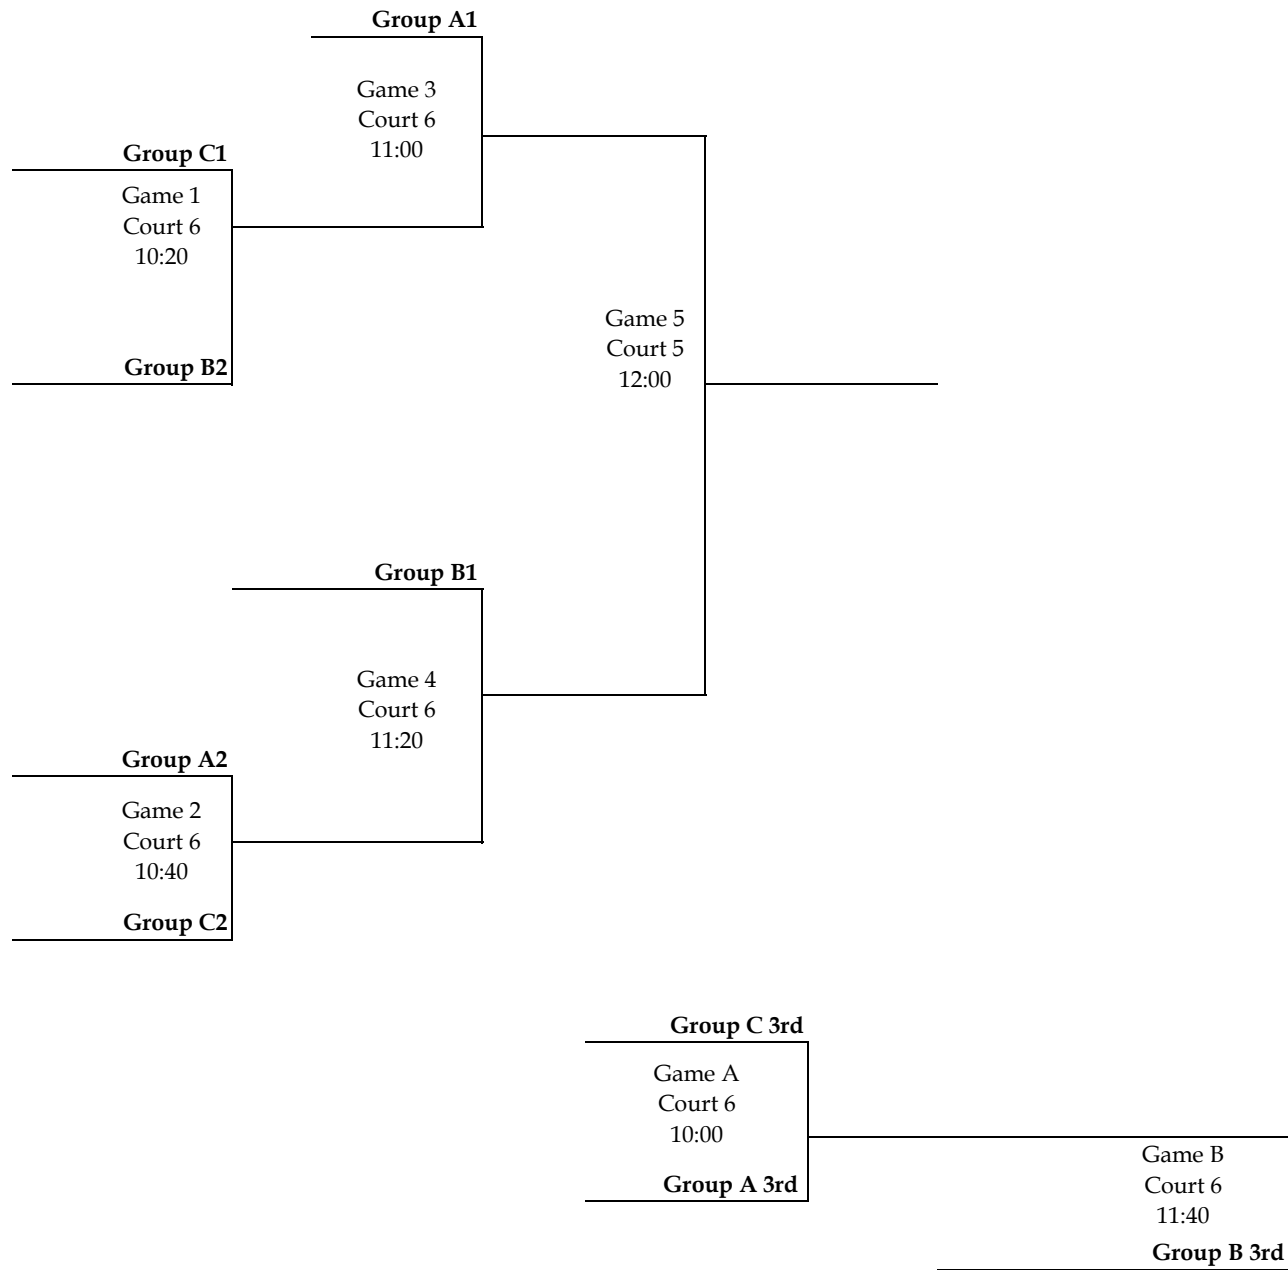 Group A1
Game 3
Court 6
11:00
Group C1
Game 1
Court 6
10:20
Group B2
Game 5
Court 5
12:00
Group B1
Game 4
Court 6
11:20
Group A2
Game 2
Court 6
10:40
Group C2
Group C 3rd
Game A
Court 6
10:00
Group A 3rd
Game B
Court 6
11:40
Group B 3rd